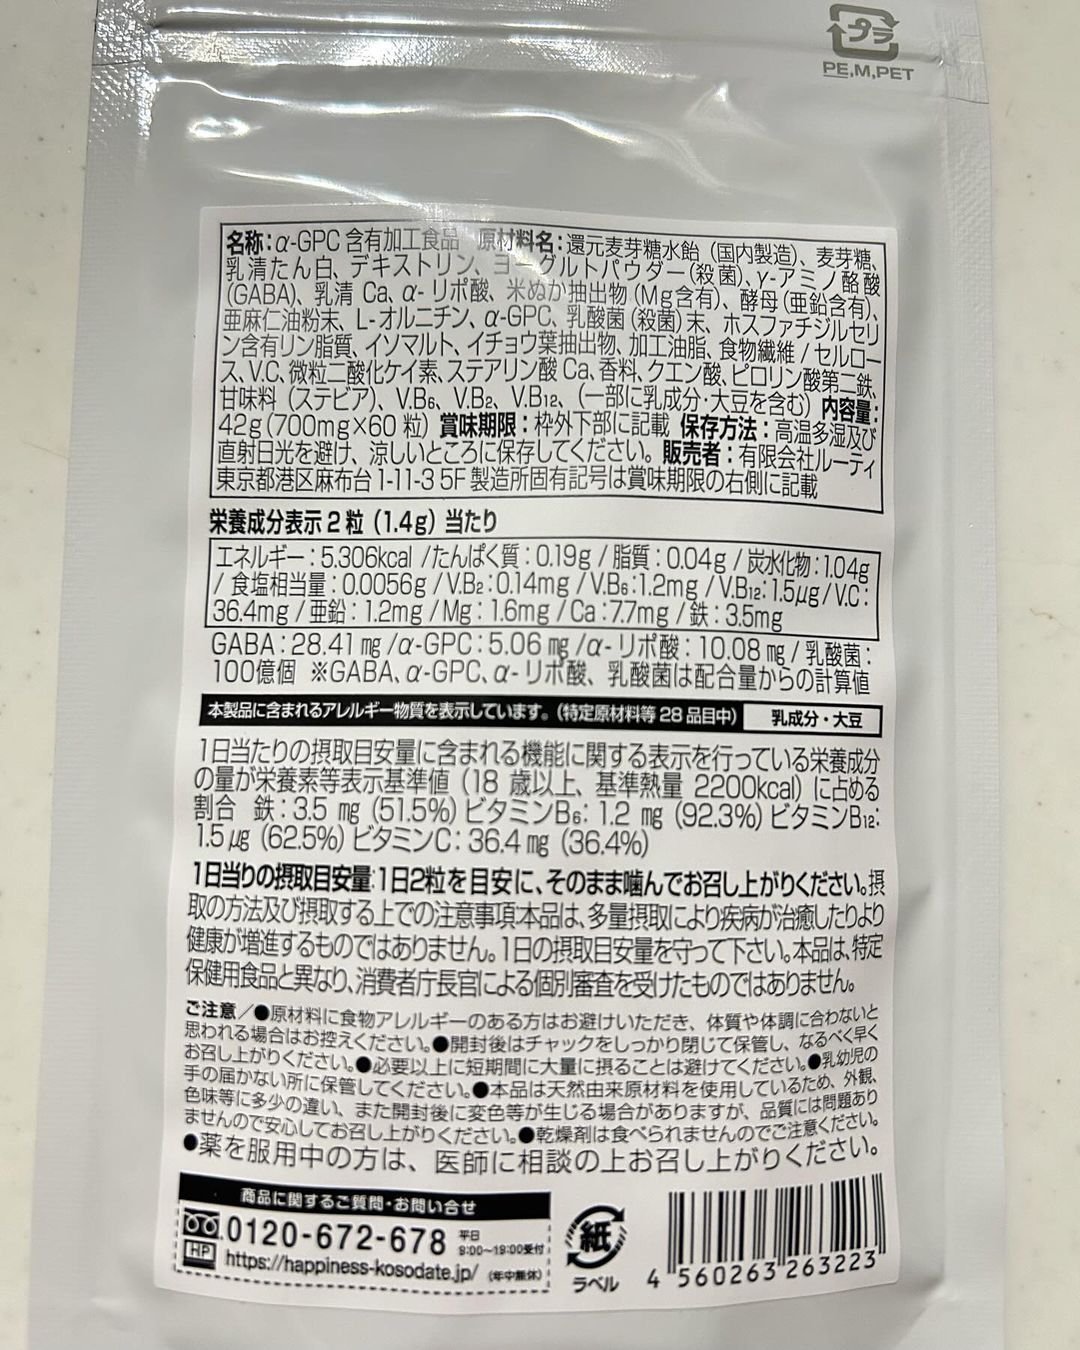 プラ
PE,M,PET
名称:α-GPC 含有加工食品 原材料名:還元麦芽糖水飴(国内製造)、麦芽糖、
乳清たん白、デキストリン、ヨーグルトパウダー(殺菌)、γ-アミノ酪酸
(GABA)、乳清 Ca、α-リポ酸、米ぬか抽出物(Mg含有)、酵母(亜鉛含有)、
亜麻仁油粉末、L-オルニチン、α-GPC、乳酸菌(殺菌)末、ホスファチジルセリ
ン含有リン脂質、イソマルト、イチョウ葉抽出物、加工油脂、食物繊維/セルロー
ス、V.C、微粒二酸化ケイ素、ステアリン酸 Ca、香料、クエン酸、ピロリン酸第二鉄、
甘味料(ステビア)、V.B₆、V.B₂、V.B₁₂、(一部に乳成分・大豆を含む) 内容量:
42g(700mg×60 粒) 賞味期限:枠外下部に記載 保存方法:高温多湿及び
直射日光を避け、涼しいところに保存してください。販売者:有限会社ルーティ
東京都港区麻布台 1-11-3 5F 製造所固有記号は賞味期限の右側に記載
栄養成分表示 2 粒(1.4g)当たり
エネルギー:5.306kcal /たんぱく質:0.19g / 脂質:0.04g / 炭水化物:1.04g
/ 食塩相当量:0.0056g / V.B₂:0.14mg / V.B₆:1.2mg / V.B₁₂:1.5μg / V.C:
36.4mg / 亜鉛:1.2mg / Mg:1.6mg / Ca:7.7mg / 鉄:3.5mg
GABA:28.41 mg /α-GPC:5.06 mg /α-リポ酸:10.08 mg / 乳酸菌:
100億個 ※GABA、α-GPC、α-リポ酸、乳酸菌は配合量からの計算値
本製品に含まれるアレルギー物質を表示しています。(特定原材料等 28 品目中) 乳成分・大豆
1日当たりの摂取目安量に含まれる機能に関する表示を行っている栄養成分
の量が栄養素等表示基準値(18 歳以上、基準熱量 2200kcal)に占める
割合 鉄:3.5 mg(51.5%)ビタミンB₆:1.2 mg(92.3%)ビタミンB₁₂:
1.5μg(62.5%)ビタミンC:36.4 mg(36.4%)
1日当りの摂取目安量:1日2粒を目安に、そのまま噛んでお召し上がりください。摂
取の方法及び摂取する上での注意事項:本品は、多量摂取により疾病が治癒したりより
健康が増進するものではありません。1日の摂取目安量を守って下さい。本品は、特定
保健用食品と異なり、消費者庁長官による個別審査を受けたものではありません。
ご注意/●原材料に食物アレルギーのある方はお避けいただき、体質や体調に合わないと
思われる場合はお控えください。●開封後はチャックをしっかり閉じて保管し、なるべく早く
お召し上がりください。●必要以上に短期間に大量に摂ることは避けてください。●乳幼児の
手の届かない所に保管してください。●本品は天然由来原材料を使用しているため、外観、
色味等に多少の違い、また開封後に変色等が生じる場合がありますが、品質には問題あり
ませんので安心してお召し上がりください。●乾燥剤は食べられませんのでご注意ください。
●薬を服用中の方は、医師に相談の上お召し上がりください。
商品に関するご質問・お問い合せ
0120-672-678 平日 9:00~19:00受付
HP https://happiness-kosodate.jp/ (年中無休)
紙
ラベル
4 560263 263223